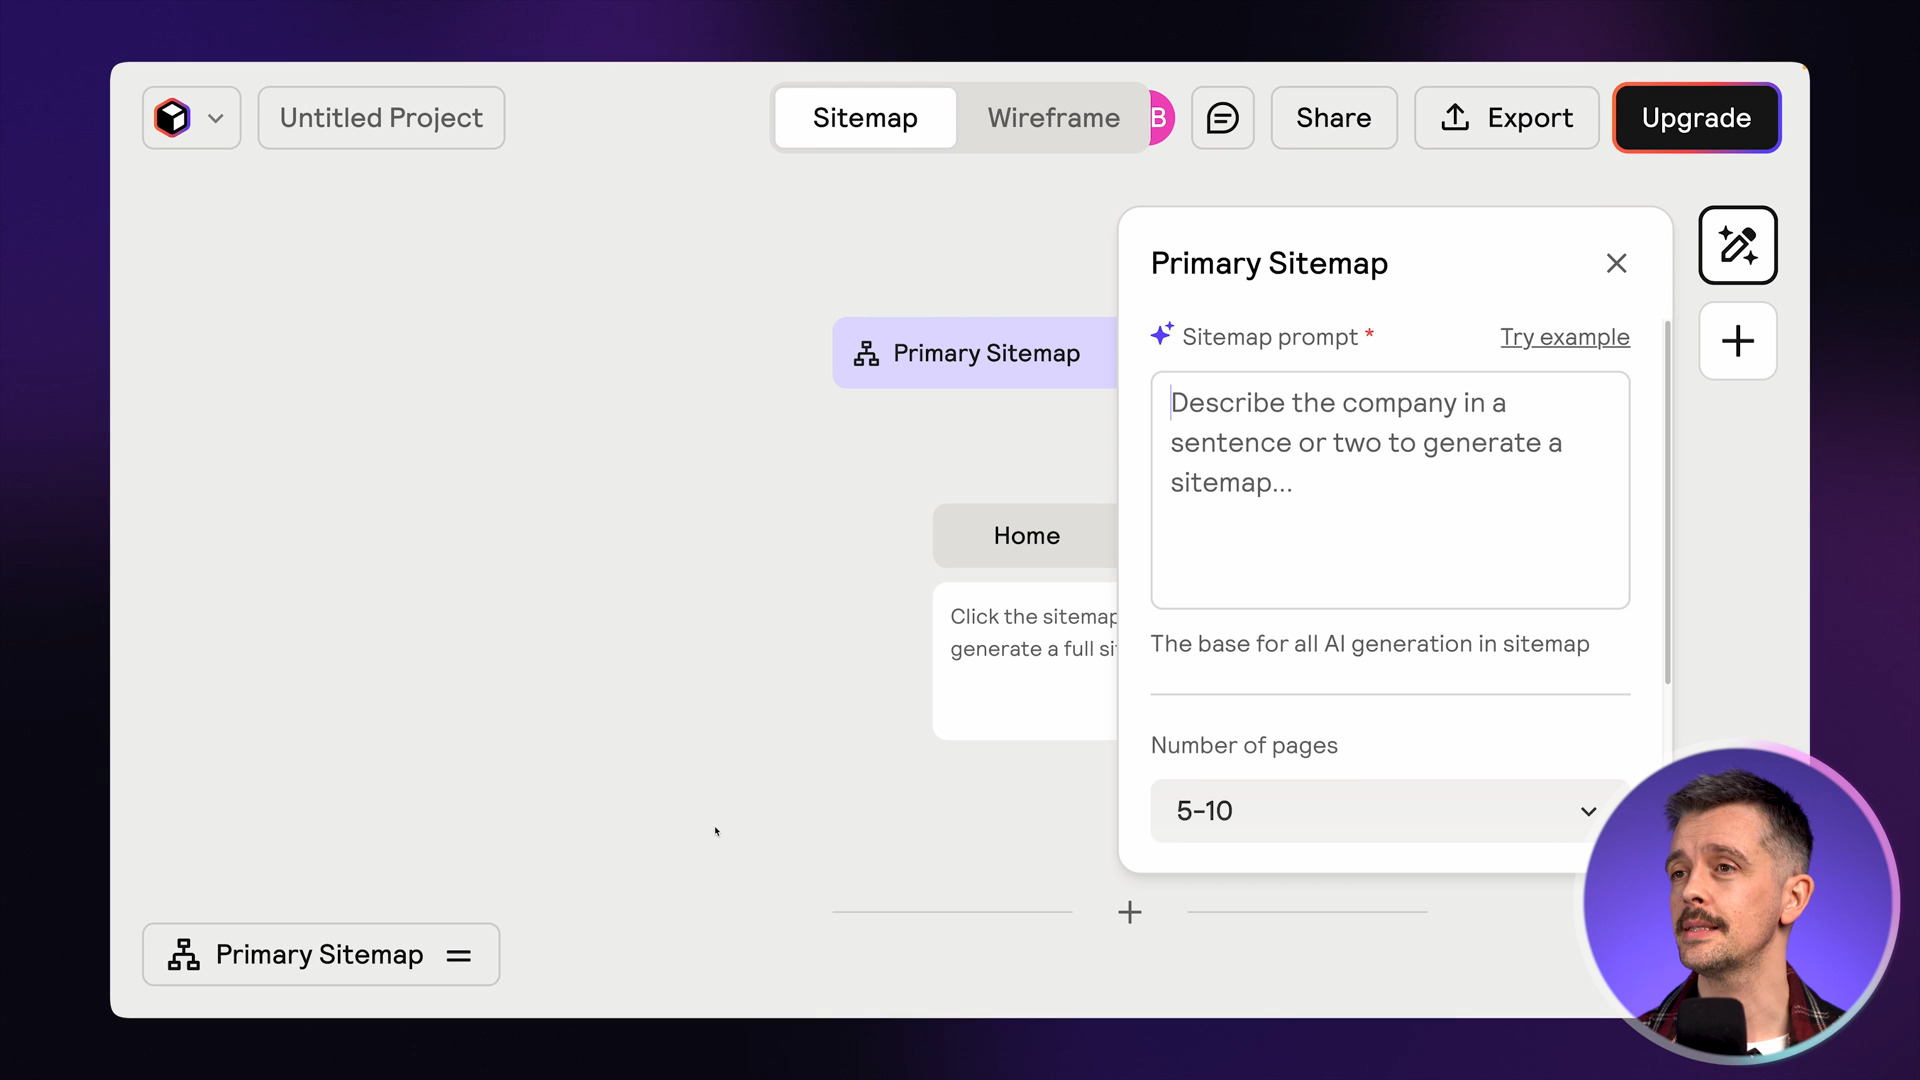 Untitled Project
Sitemap
Wireframe
B
Share
Export
Upgrade
Primary Sitemap
Sitemap prompt *
Try example
Describe the company in a
sentence or two to generate a
sitemap...
The base for all AI generation in sitemap
Number of pages
5-10
Primary Sitemap
Home
Click the sitemap
generate a full si
Primary Sitemap